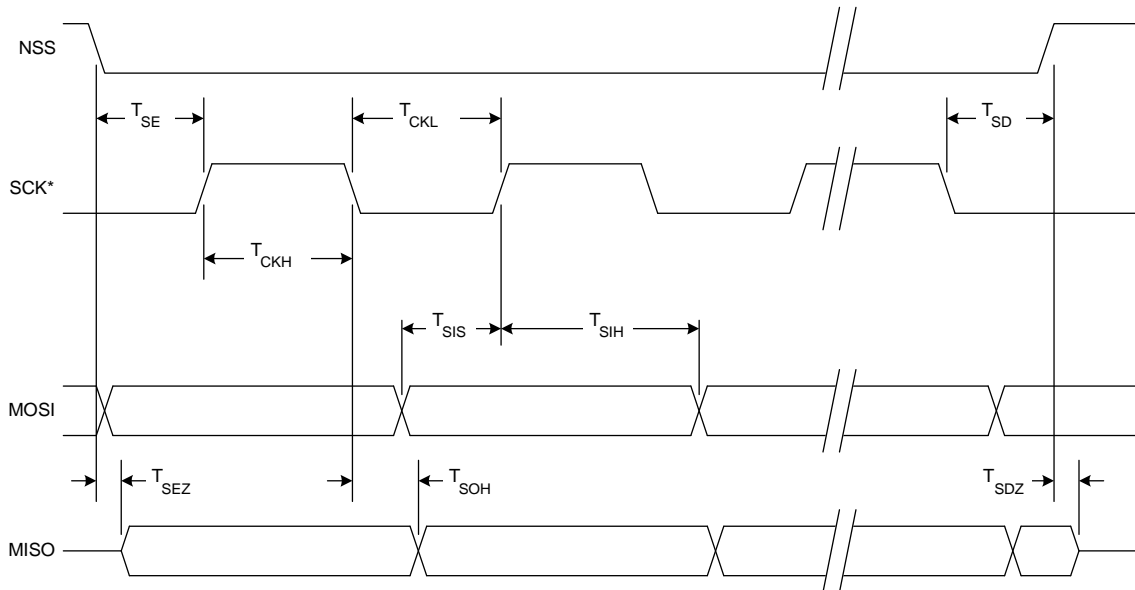 NSS
T_SE
T_CKL
T_SD
SCK*
T_CKH
T_SIS
T_SIH
MOSI
T_SEZ
T_SOH
T_SDZ
MISO